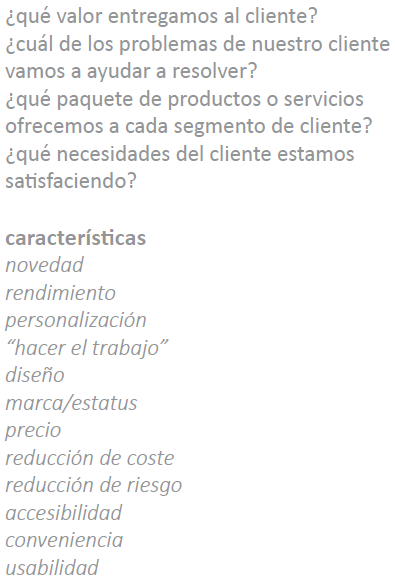 ¿qué valor entregamos al cliente?
¿cuál de los problemas de nuestro cliente
vamos a ayudar a resolver?
¿qué paquete de productos o servicios
ofrecemos a cada segmento de cliente?
¿qué necesidades del cliente estamos
satisfaciendo?
características
novedad
rendimiento
personalización
“hacer el trabajo”
diseño
marca/estatus
precio
reducción de coste
reducción de riesgo
accesibilidad
conveniencia
usabilidad